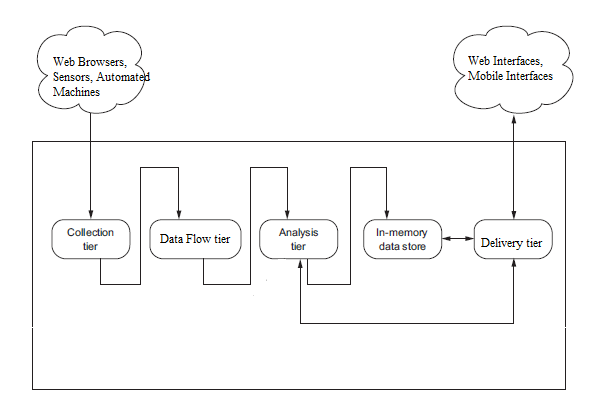 Web Browsers,
Sensors, Automated
Machines
Web Interfaces,
Mobile Interfaces
Collection
tier
Data Flow tier
Analysis
tier
In-memory
data store
Delivery tier